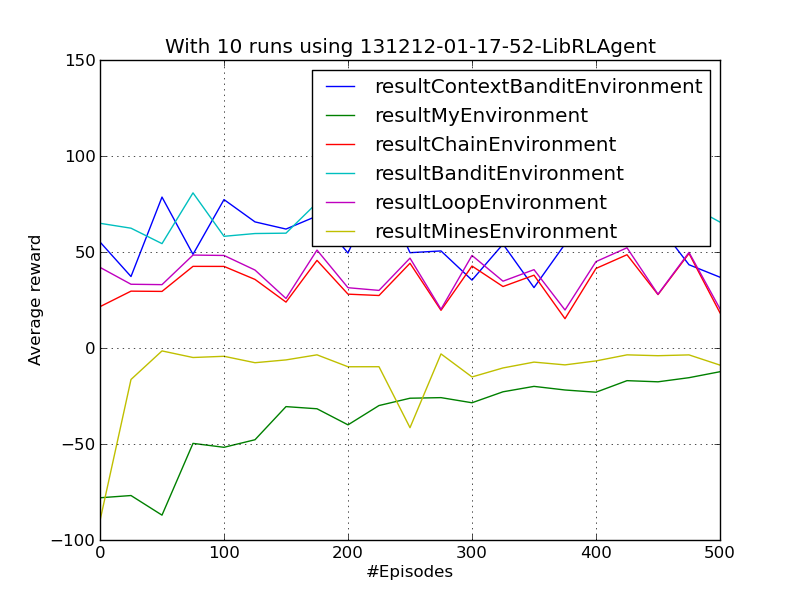 With 10 runs using 131212-01-17-52-LibRLAgent
150
100
50
0
−50
−100
Average reward
resultContextBanditEnvironment
resultMyEnvironment
resultChainEnvironment
resultBanditEnvironment
resultLoopEnvironment
resultMinesEnvironment
0 100 200 300 400 500
#Episodes